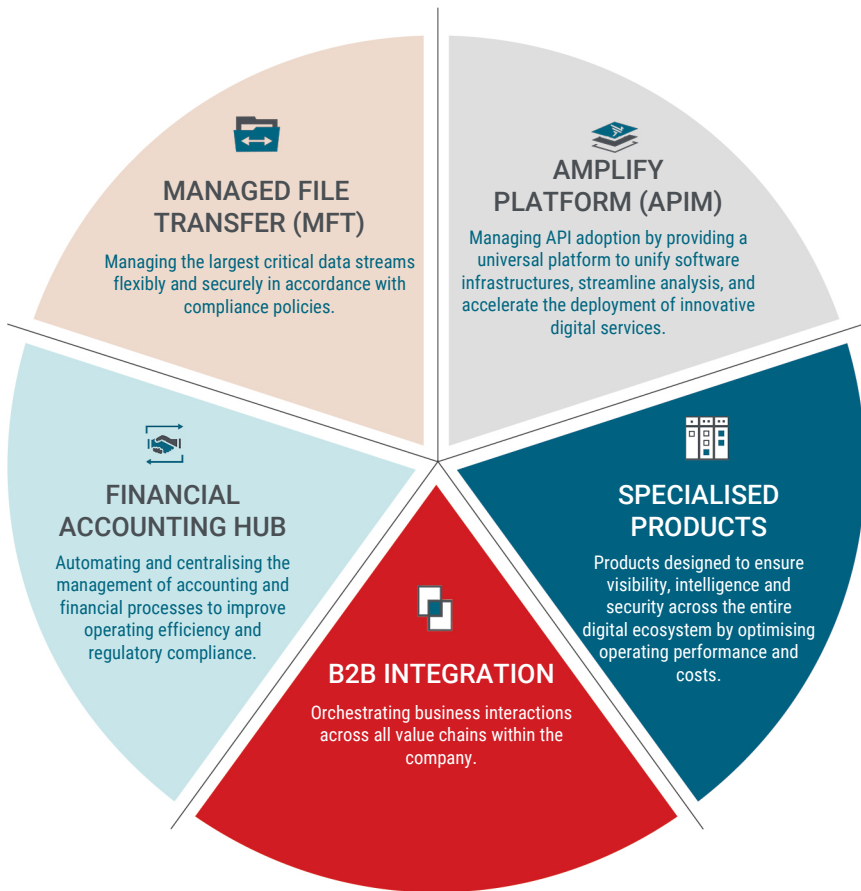 MANAGED FILE
TRANSFER (MFT)
Managing the largest critical data streams
flexibly and securely in accordance with
compliance policies.
AMPLIFY
PLATFORM (APIM)
Managing API adoption by providing a
universal platform to unify software
infrastructures, streamline analysis, and
accelerate the deployment of innovative
digital services.
FINANCIAL
ACCOUNTING HUB
Automating and centralising the
management of accounting and
financial processes to improve
operating efficiency and
regulatory compliance.
SPECIALISED
PRODUCTS
Products designed to ensure
visibility, intelligence and
security across the entire
digital ecosystem by optimising
operating performance and
costs.
B2B INTEGRATION
Orchestrating business interactions
across all value chains within the
company.